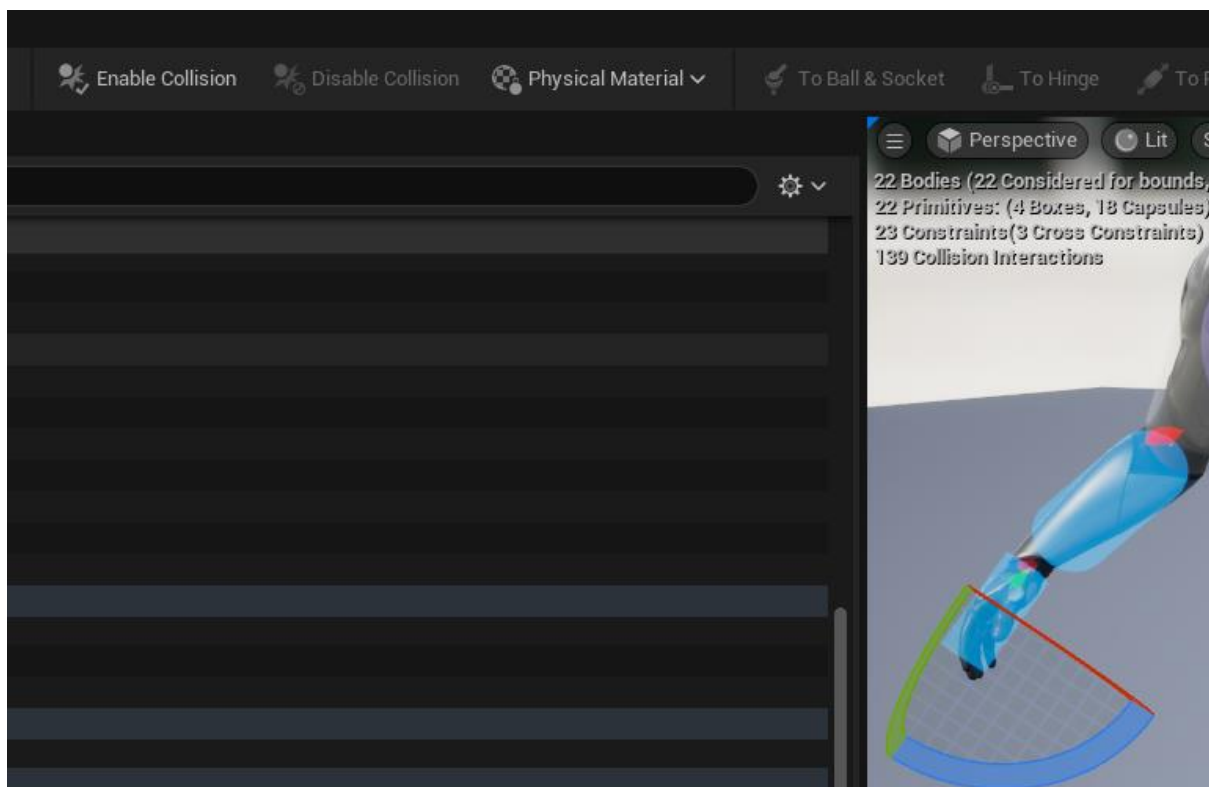 Enable Collision Disable Collision Physical Material To Ball & Socket To Hinge To
Perspective Lit
22 Bodies (22 Considered for bounds,
22 Primitives: (4 Boxes, 18 Capsules)
23 Constraints(3 Cross Constraints)
139 Collision Interactions